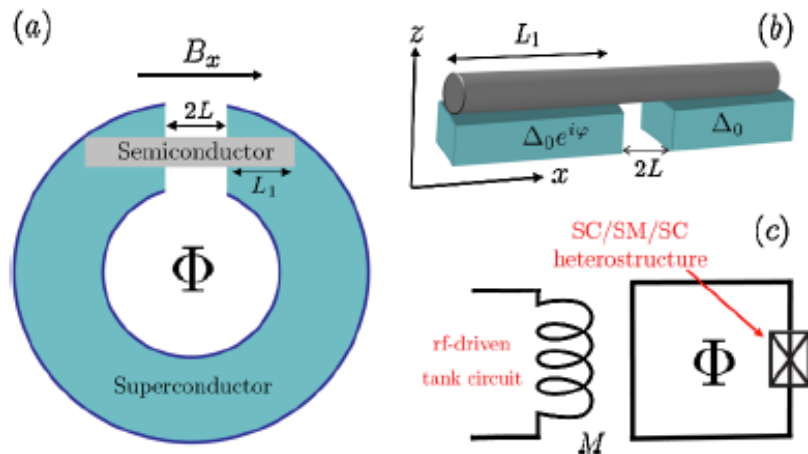 (a)
B_x
2L
Semiconductor
L_1
Φ
Superconductor
(b)
z
L_1
Δ_0e^{iφ}
Δ_0
2L
x
(c)
SC/SM/SC
heterostructure
rf-driven
tank circuit
Φ
M